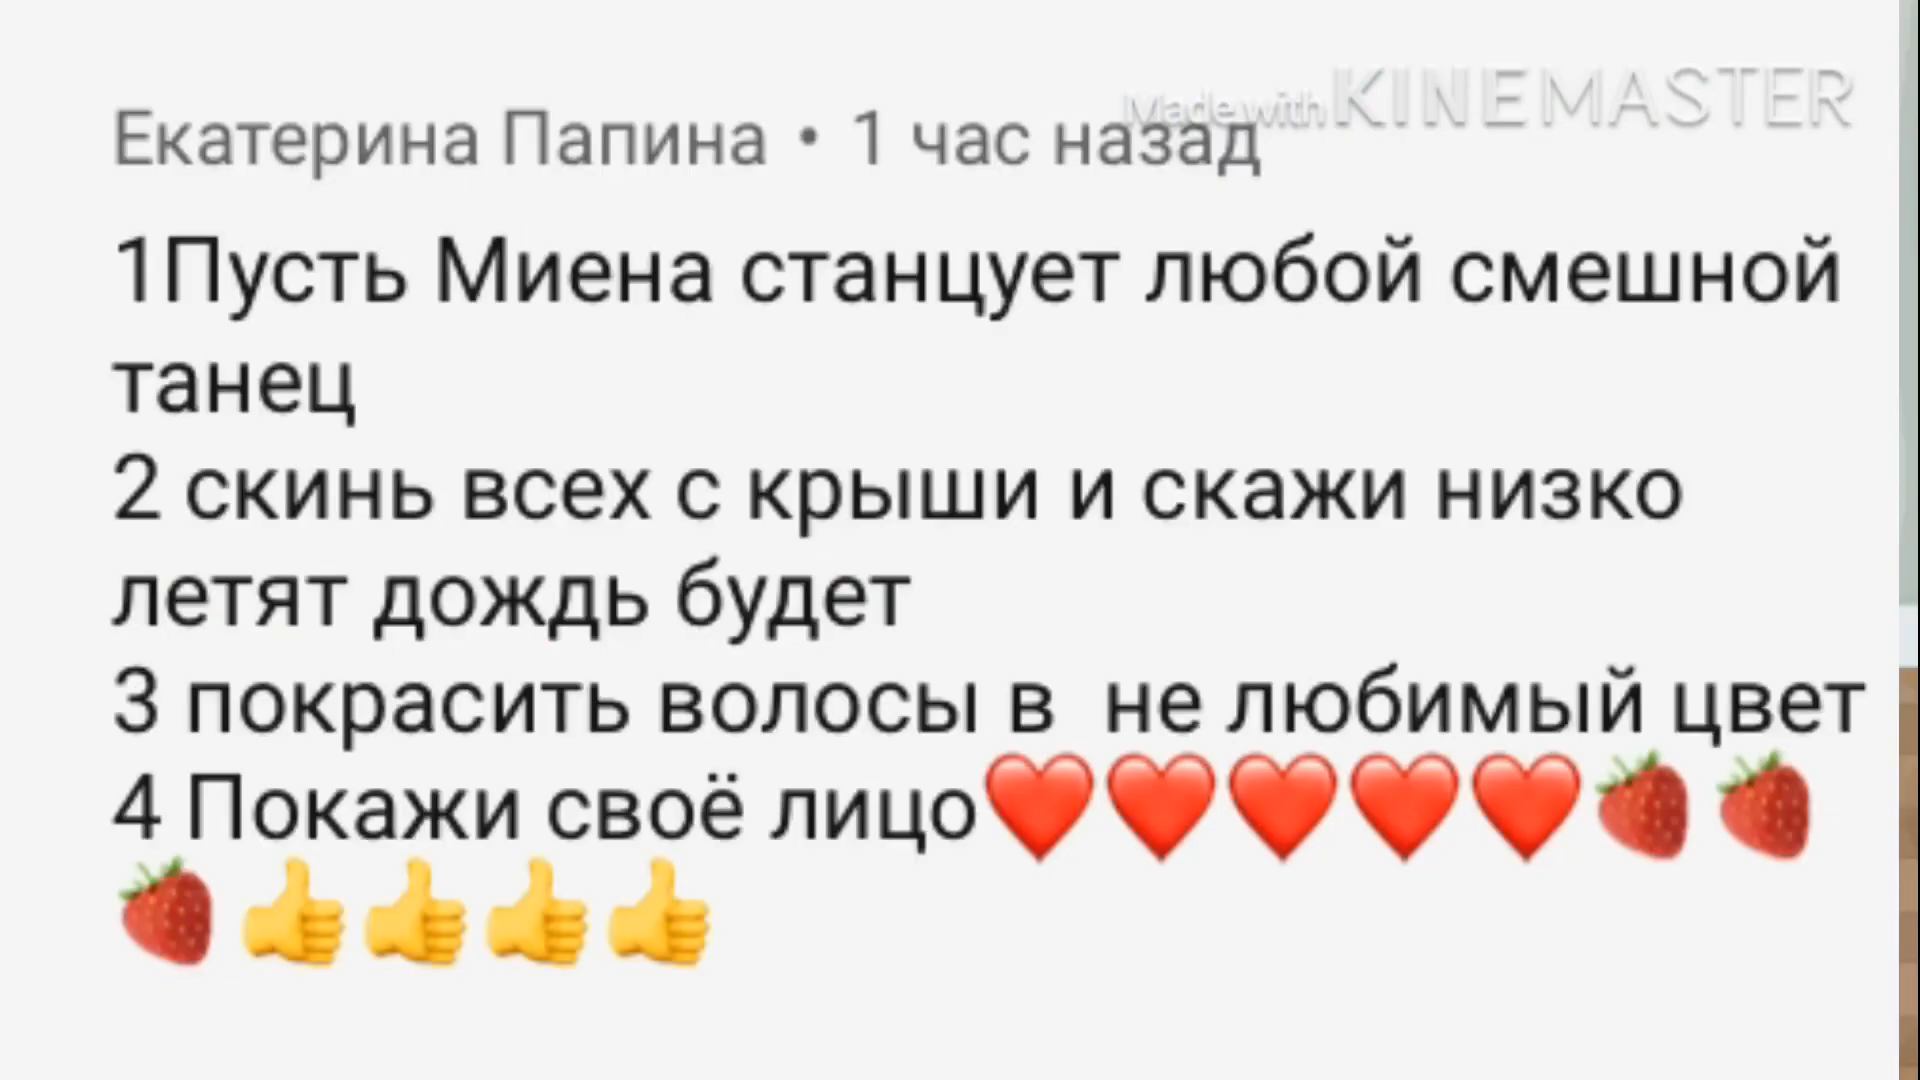 Made with KINEMASTER
Екатерина Папина • 1 час назад
1Пусть Миена станцует любой смешной
танец
2 скинь всех с крыши и скажи низко
летят дождь будет
3 покрасить волосы в  не любимый цвет
4 Покажи своё лицо❤️❤️❤️❤️❤️🍓🍓
🍓👍👍👍👍